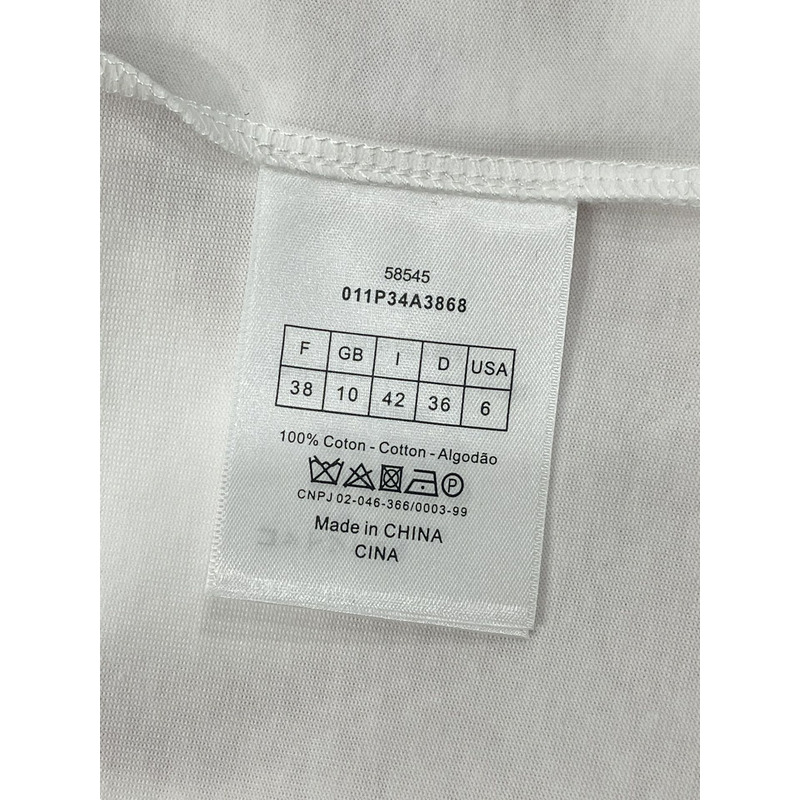 58545
011P34A3868
F GB I D USA
38 10 42 36 6
100% Coton - Cotton - Algodão
P
CNPJ 02-046-366/0003-99
Made in CHINA
CINA